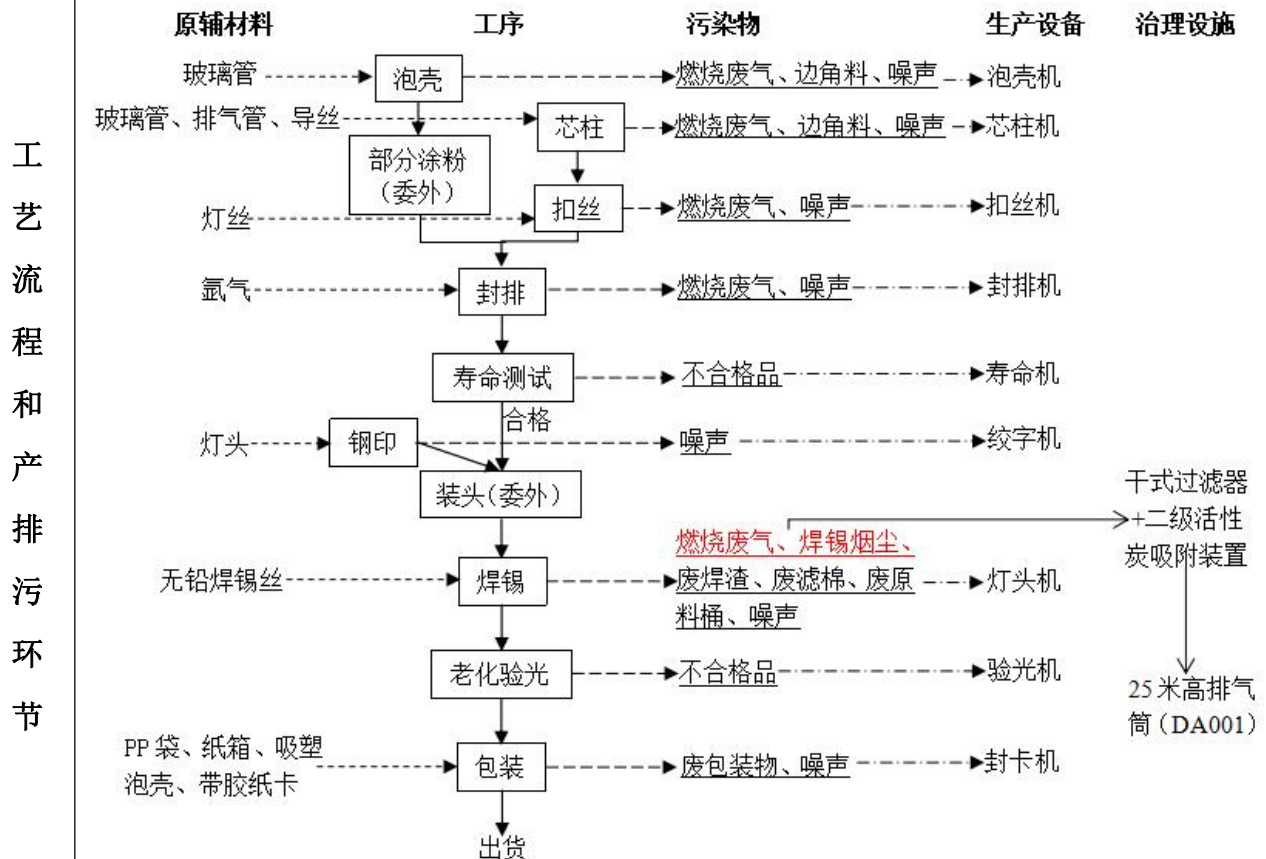 原辅材料 工序 污染物 生产设备 治理设施
玻璃管 泡壳 燃烧废气、边角料、噪声 泡壳机
玻璃管、排气管、导丝 芯柱 燃烧废气、边角料、噪声 芯柱机
部分涂粉
（委外）
灯丝 扣丝 燃烧废气、噪声 扣丝机
氩气 封排 燃烧废气、噪声 封排机
寿命测试 不合格品 寿命机
合格
灯头 钢印 噪声 绞字机
装头（委外）
干式过滤器
+二级活性
炭吸附装置
燃烧废气、焊锡烟尘、
无铅焊锡丝 焊锡 废焊渣、废滤棉、废原 灯头机
料桶、噪声
老化验光 不合格品 验光机
25 米高排气
筒（DA001）
PP 袋、纸箱、吸塑
泡壳、带胶纸卡
包装 废包装物、噪声 封卡机
出货
工
艺
流
程
和
产
排
污
环
节